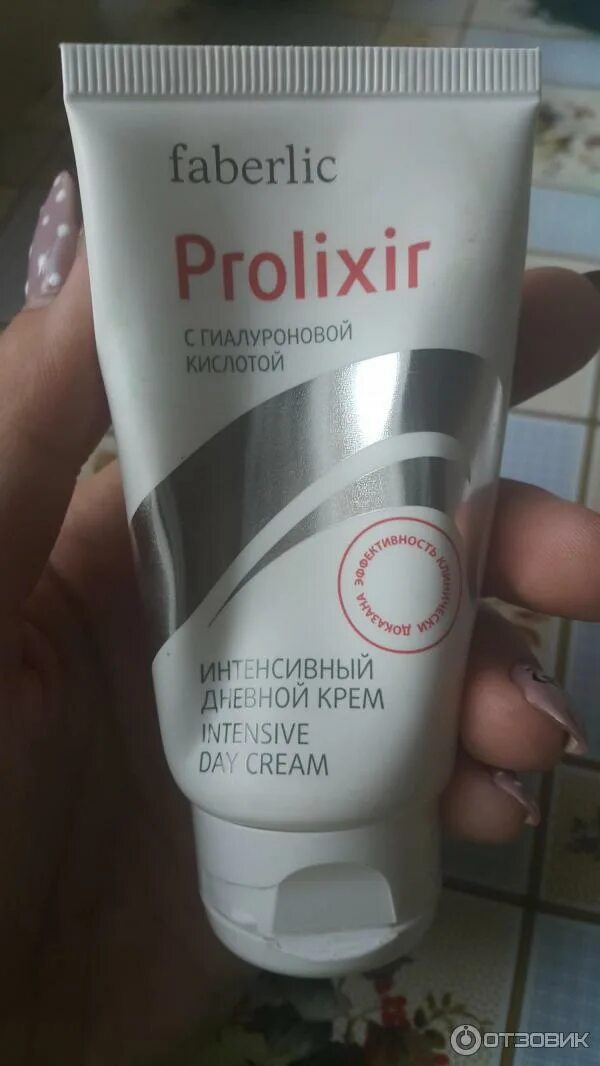 faberlic
Prolixir
С ГИАЛУРОНОВОЙ
КИСЛОТОЙ
ЭФФЕКТИВНОСТЬ КЛИНИЧЕСКИ ДОКАЗАНА
ИНТЕНСИВНЫЙ
ДНЕВНОЙ КРЕМ
INTENSIVE
DAY CREAM
ОТЗОВИК